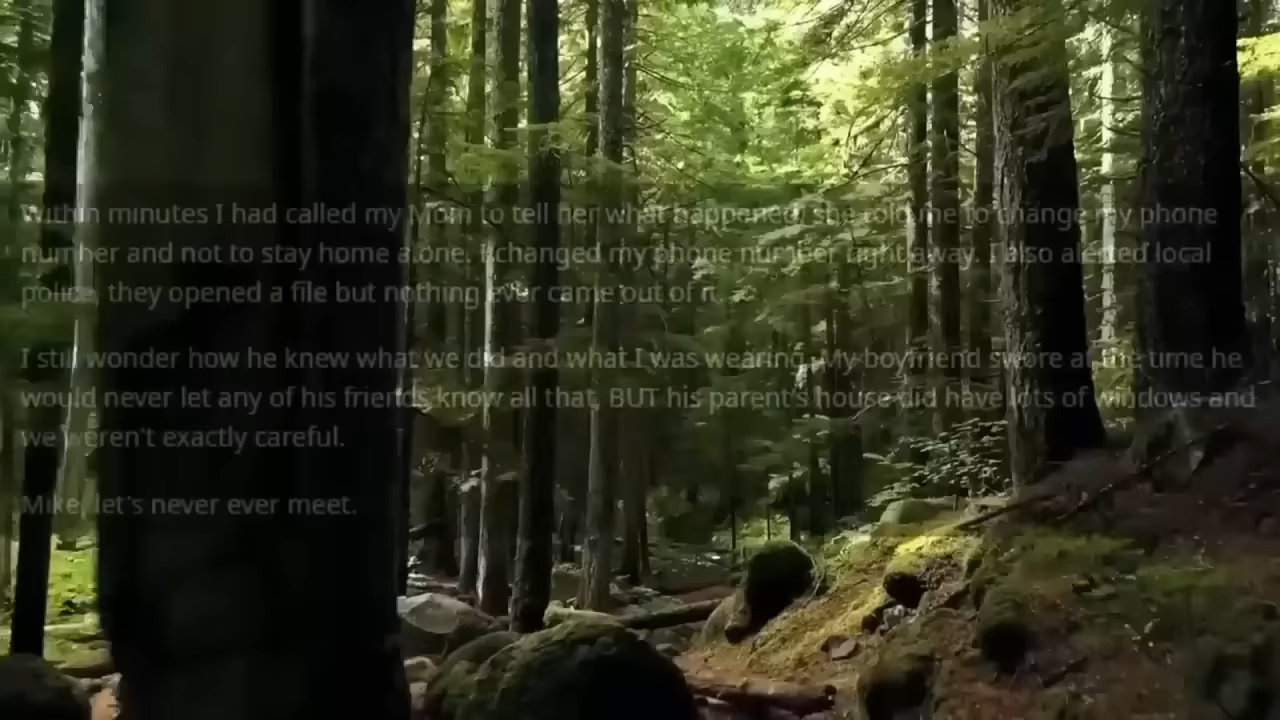 Within minutes I had called my Mom to tell her what happened, she told me to change my phone
number and not to stay home alone. I changed my phone number right away. I also alerted local
police, they opened a file but nothing ever came out of it.
I still wonder how he knew what we did and what I was wearing. My boyfriend swore at the time he
would never let any of his friends know all that. BUT his parent's house did have lots of windows and
we weren't exactly careful.
Mike, let's never ever meet.